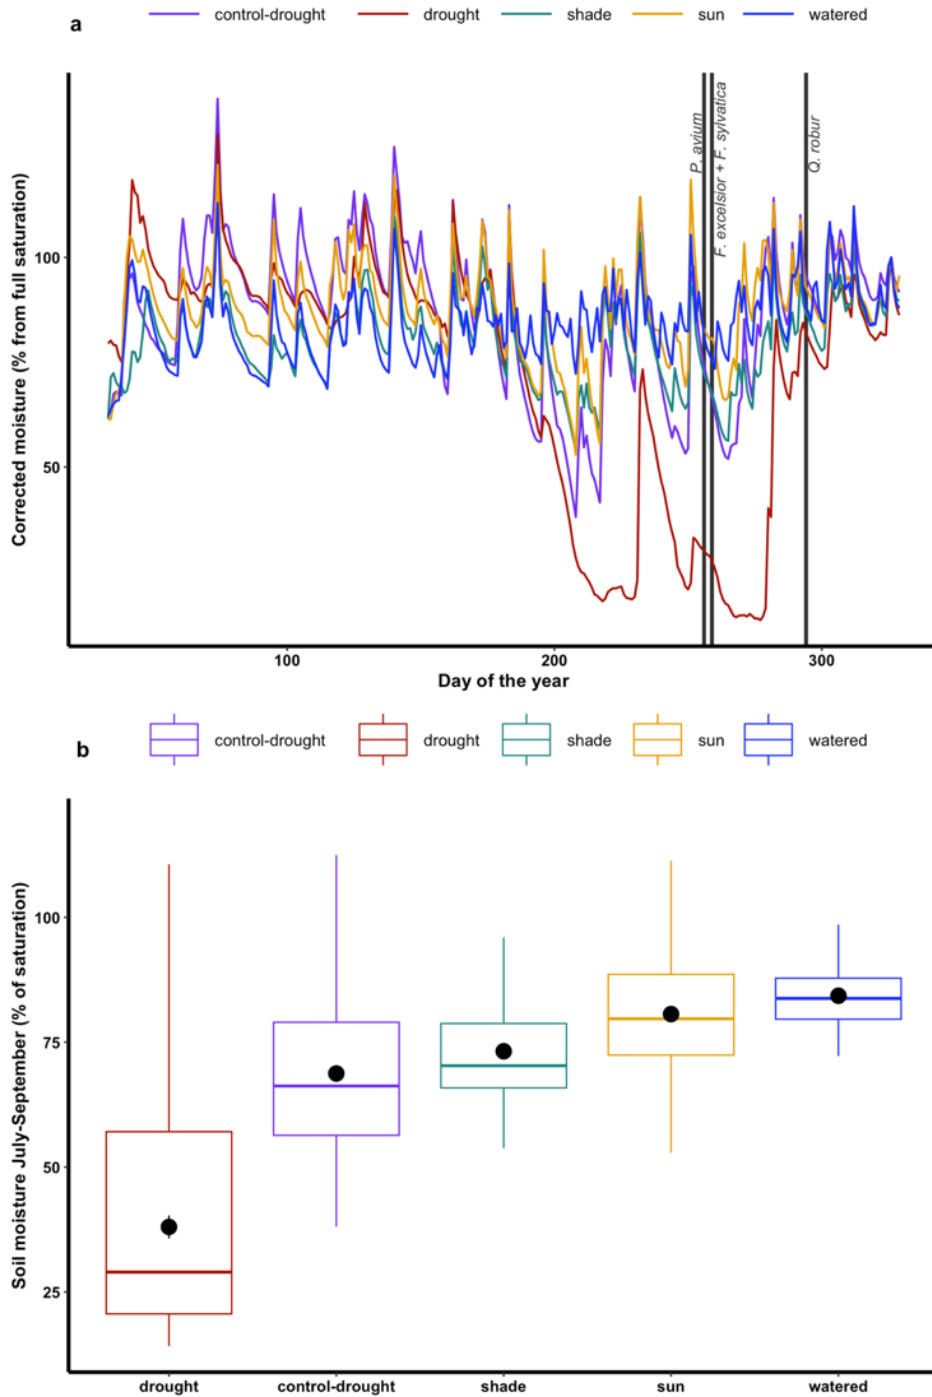 a
control-drought drought shade sun watered
Corrected moisture (% from full saturation)
100
50
P. avium
F. excelsior + F. sylvatica
Q. robur
100 200 300
Day of the year
b
control-drought drought shade sun watered
Soil moisture July-September (% of saturation)
100
75
50
25
drought control-drought shade sun watered